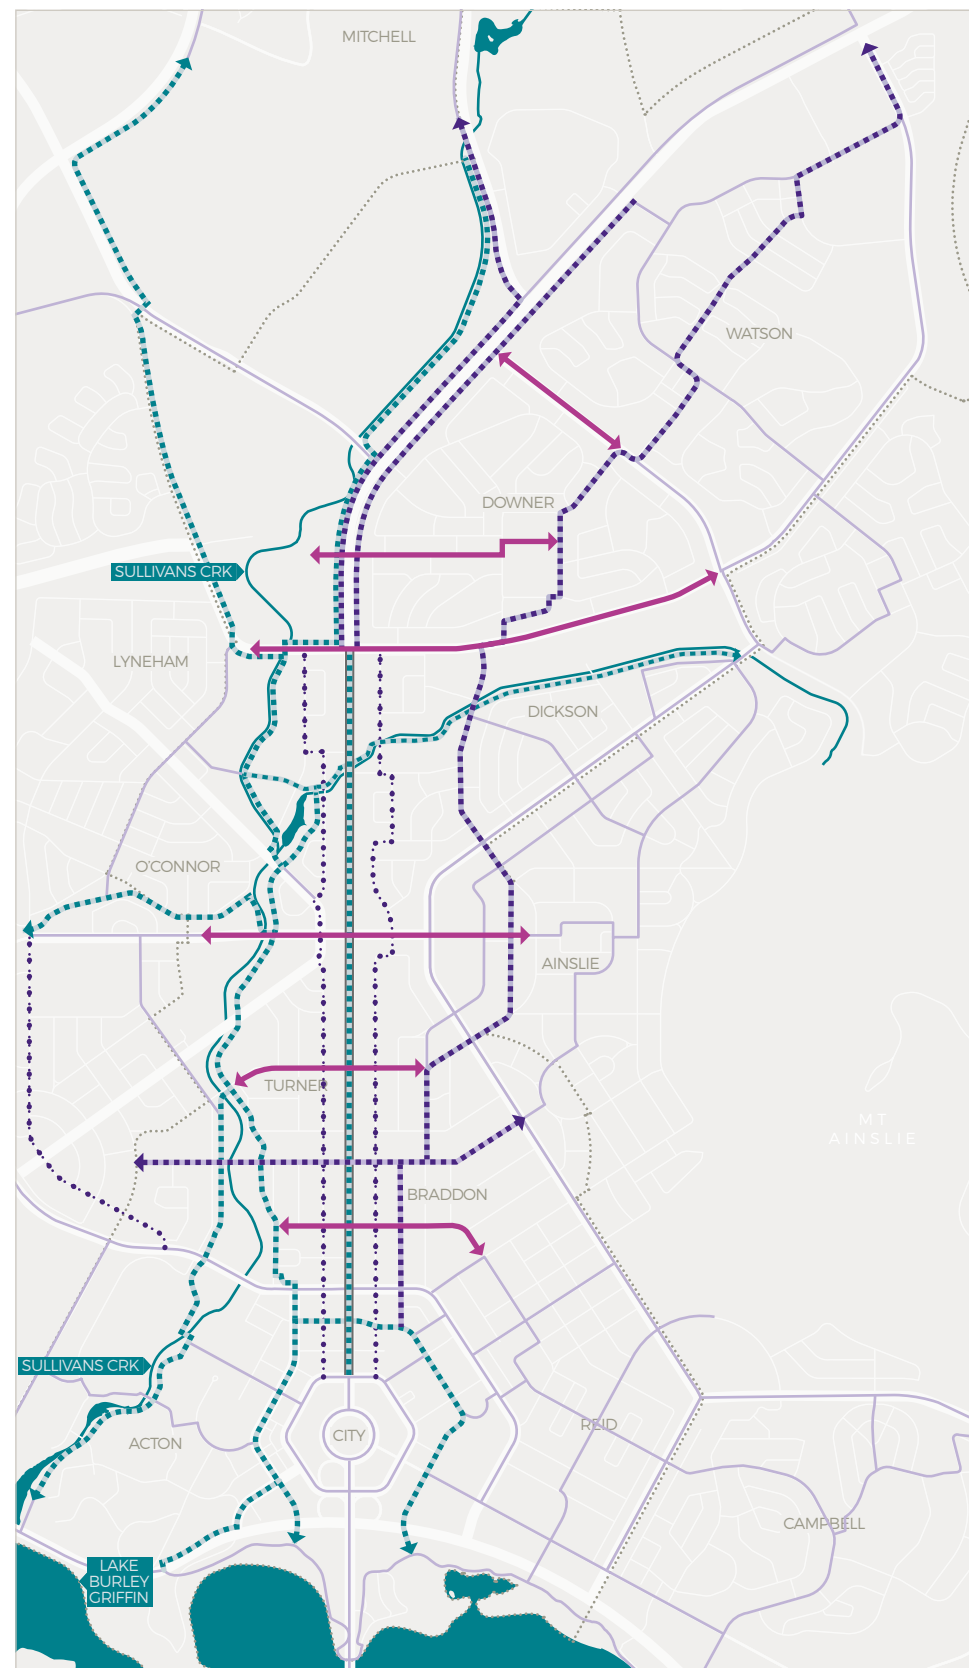 MITCHELL
WATSON
DOWNER
SULLIVANS CRK
LYNEHAM
DICKSON
O'CONNOR
AINSLIE
TURNER
MT
AINSLIE
BRADDON
SULLIVANS CRK
REID
CITY
ACTON
CAMPBELL
LAKE
BURLEY
GRIFFIN